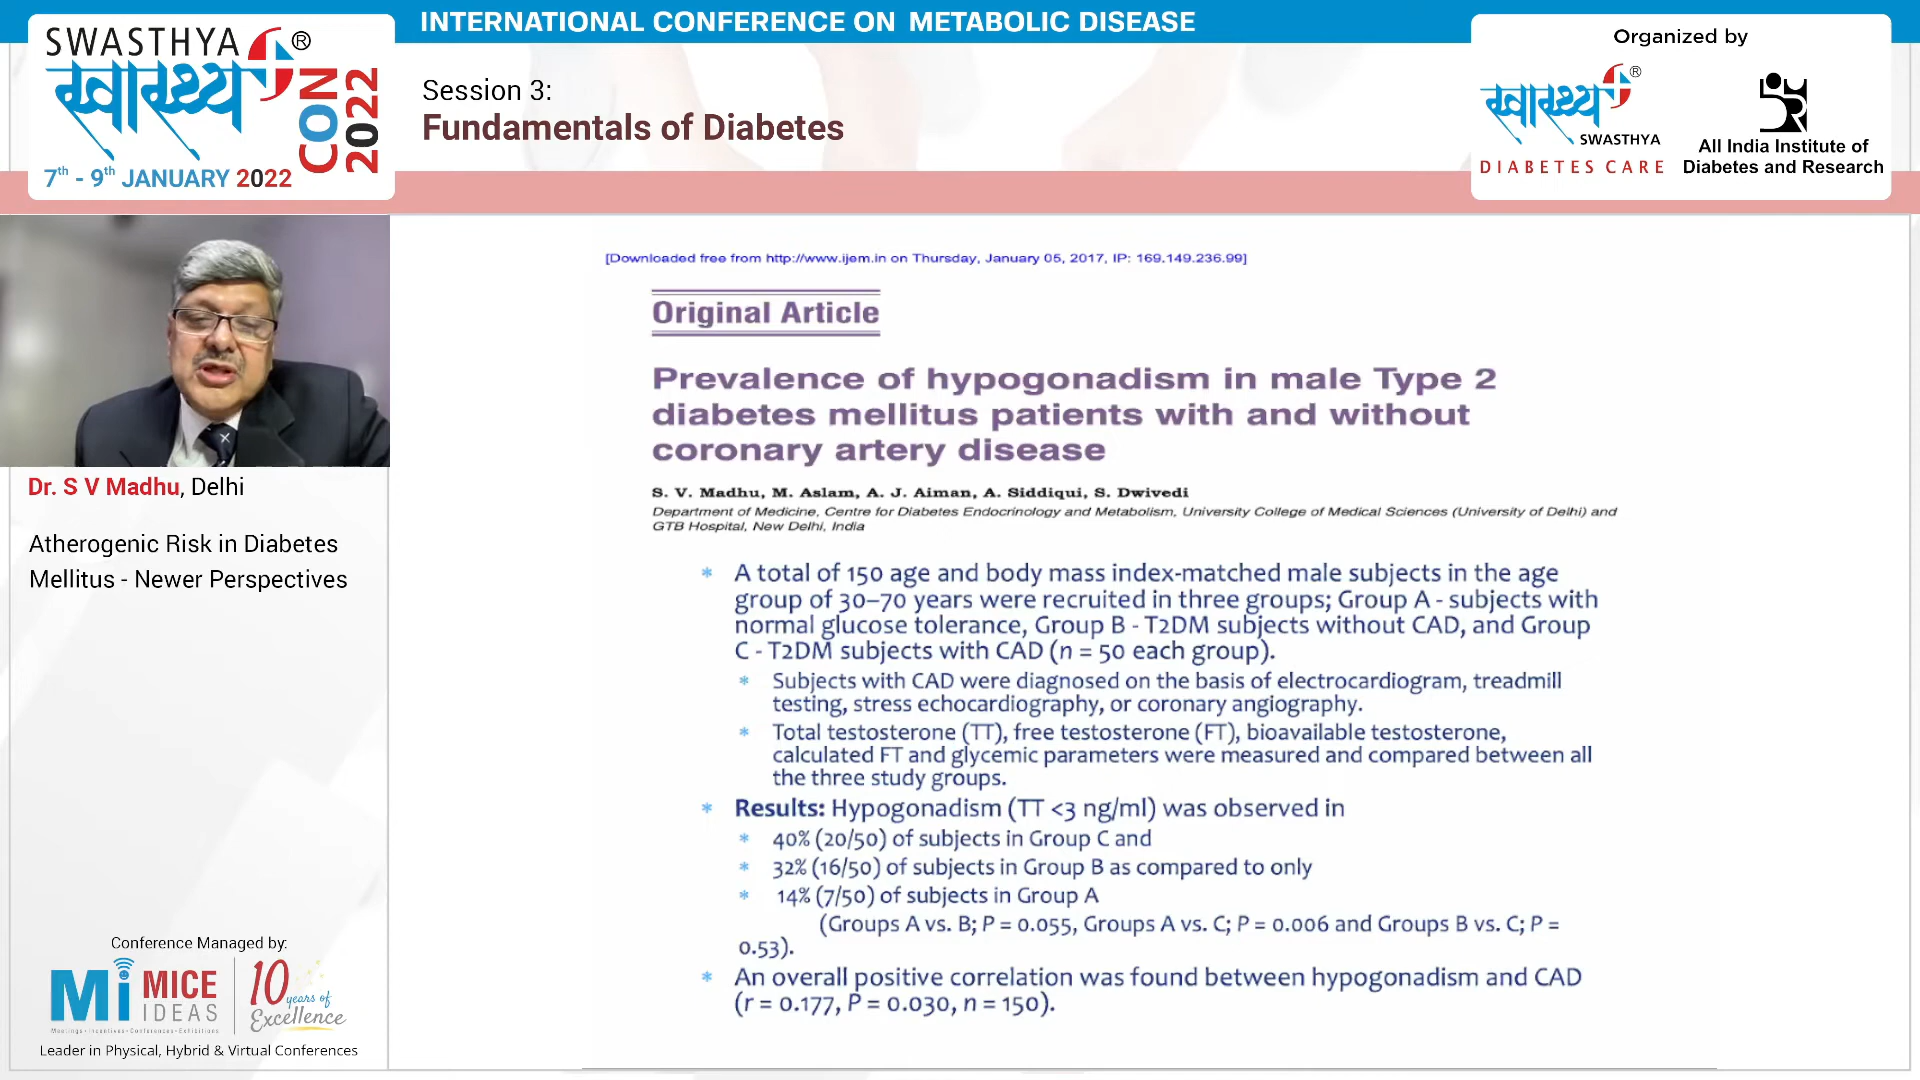 INTERNATIONAL CONFERENCE ON METABOLIC DISEASE
SWASTHYA ®
स्वास्थ्य
CON
2022
7th - 9th JANUARY 2022
Session 3:
Fundamentals of Diabetes
Organized by
स्वास्थ्य ®
SWASTHYA
DIABETES CARE
All India Institute of
Diabetes and Research
Dr. S V Madhu, Delhi
Atherogenic Risk in Diabetes
Mellitus - Newer Perspectives
Conference Managed by:
Mi MICE
IDEAS
Meetings • Incentives • Conferences • Exhibitions
10
years of
Excellence
Leader in Physical, Hybrid & Virtual Conferences
[Downloaded free from http://www.ijem.in on Thursday, January 05, 2017, IP: 169.149.236.99]
Original Article
Prevalence of hypogonadism in male Type 2
diabetes mellitus patients with and without
coronary artery disease
S. V. Madhu, M. Aslam, A. J. Aiman, A. Siddiqui, S. Dwivedi
Department of Medicine, Centre for Diabetes Endocrinology and Metabolism, University College of Medical Sciences (University of Delhi) and
GTB Hospital, New Delhi, India
* A total of 150 age and body mass index-matched male subjects in the age
group of 30–70 years were recruited in three groups; Group A - subjects with
normal glucose tolerance, Group B - T2DM subjects without CAD, and Group
C - T2DM subjects with CAD (n = 50 each group).
* Subjects with CAD were diagnosed on the basis of electrocardiogram, treadmill
testing, stress echocardiography, or coronary angiography.
* Total testosterone (TT), free testosterone (FT), bioavailable testosterone,
calculated FT and glycemic parameters were measured and compared between all
the three study groups.
* Results: Hypogonadism (TT <3 ng/ml) was observed in
* 40% (20/50) of subjects in Group C and
* 32% (16/50) of subjects in Group B as compared to only
* 14% (7/50) of subjects in Group A
(Groups A vs. B; P = 0.055, Groups A vs. C; P = 0.006 and Groups B vs. C; P =
0.53).
* An overall positive correlation was found between hypogonadism and CAD
(r = 0.177, P = 0.030, n = 150).